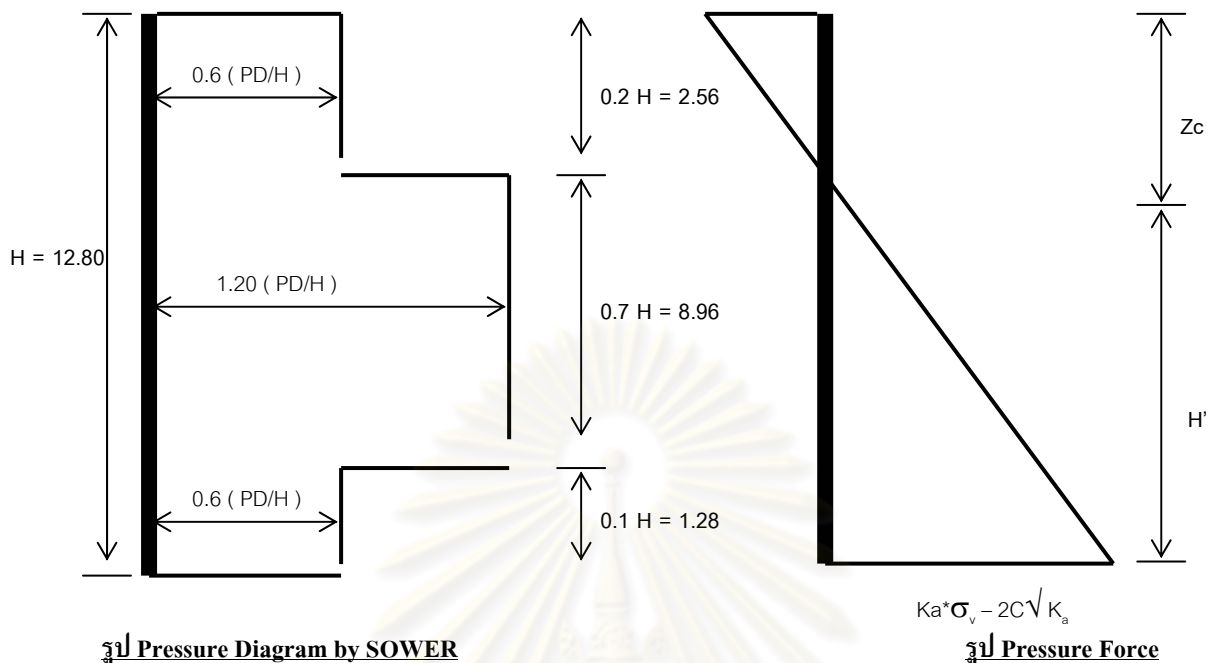 0.6 ( PD/H )
0.2 H = 2.56
Zc
H = 12.80
1.20 ( PD/H )
0.7 H = 8.96
H'
0.6 ( PD/H )
0.1 H = 1.28
Ka*σᵥ – 2C√ Kₐ
รูป Pressure Diagram by SOWER
รูป Pressure Force